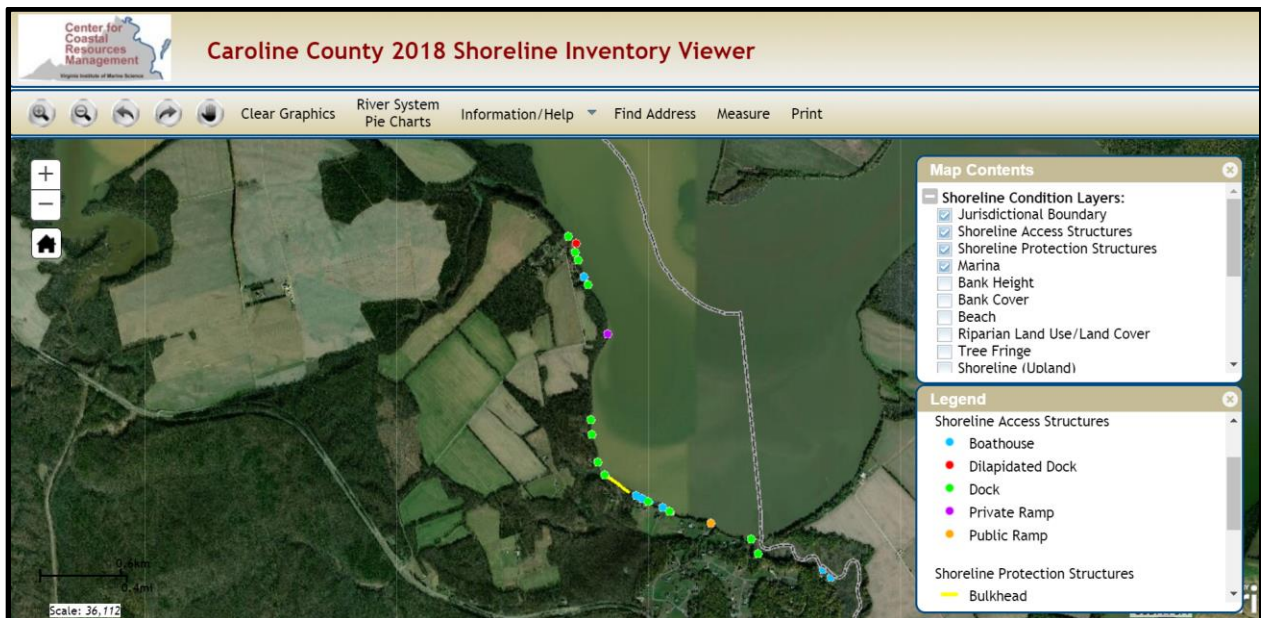 Center for
Coastal
Resources
Management
Virginia Institute of Marine Science
Caroline County 2018 Shoreline Inventory Viewer
Clear Graphics
River System
Pie Charts
Information/Help
Find Address
Measure
Print
+
−
Map Contents
Shoreline Condition Layers:
Jurisdictional Boundary
Shoreline Access Structures
Shoreline Protection Structures
Marina
Bank Height
Bank Cover
Beach
Riparian Land Use/Land Cover
Tree Fringe
Shoreline (Upland)
Legend
Shoreline Access Structures
Boathouse
Dilapidated Dock
Dock
Private Ramp
Public Ramp
Shoreline Protection Structures
Bulkhead
0.6km
0.4mi
Scale: 36,112